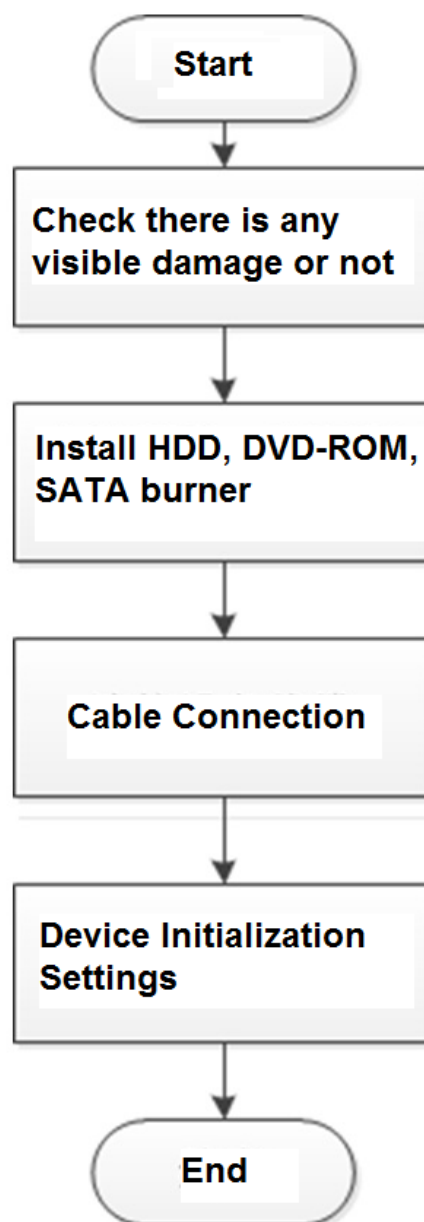 Start
Check there is any
visible damage or not
Install HDD, DVD-ROM,
SATA burner
Cable Connection
Device Initialization
Settings
End